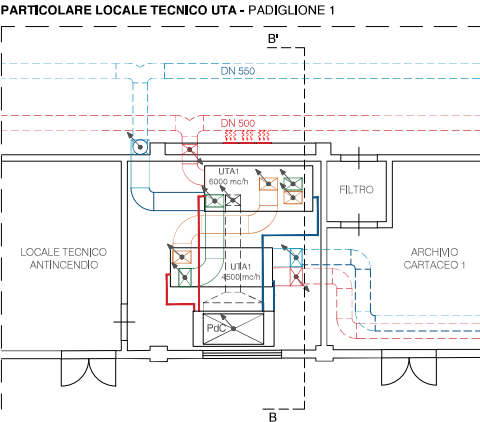 PARTICOLARE LOCALE TECNICO UTA - PADIGLIONE 1
B'
DN 550
DN 500
UTA1
6000 mc/h
FILTRO
LOCALE TECNICO
ANTINCENDIO
UTA1
4500 mc/h
ARCHIVIO
CARTACEO 1
PdC
B